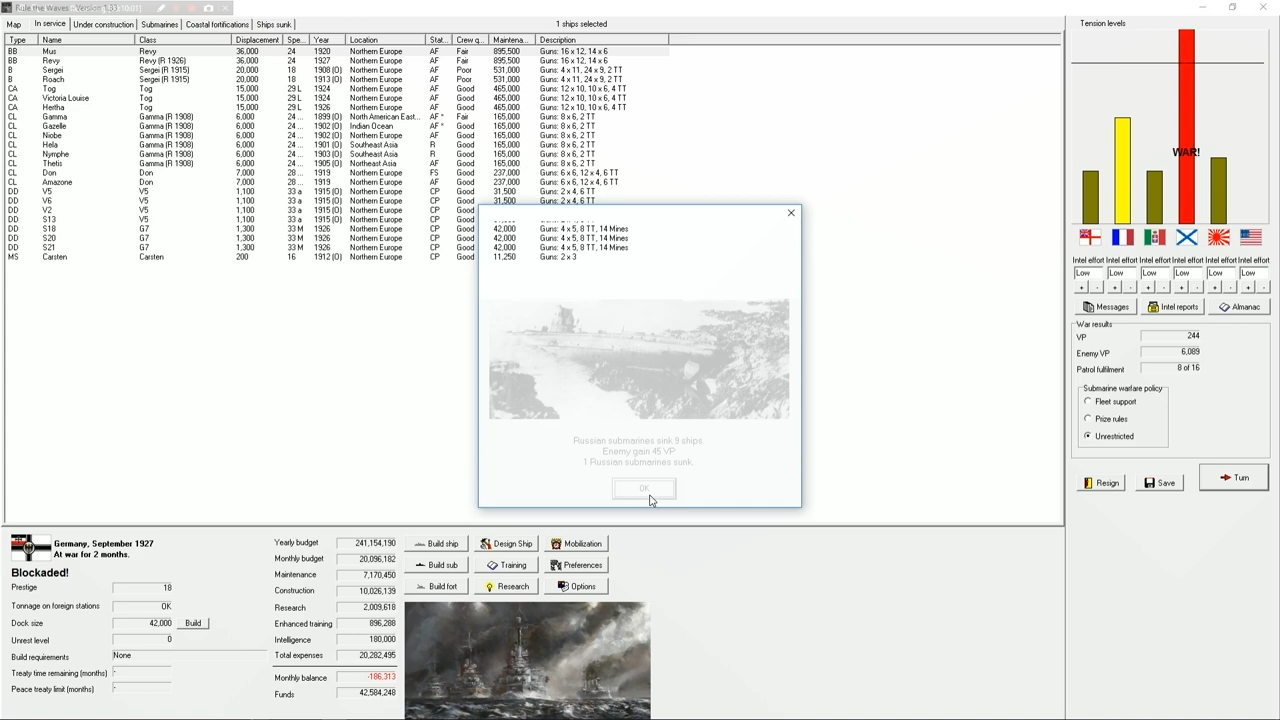 Rule the Waves - Version 1.33
Map In service Under construction Submarines Coastal fortifications Ships sunk 1 ships selected
Type Name Class Displacement Spe... Year Location Stat... Crew q... Maintena... Description
BB Mus Revy 36,000 24 1920 Northern Europe AF Fair 895,500 Guns: 16 x 12, 14 x 6
BB Revy Revy (R 1926) 36,000 24 1927 Northern Europe AF Fair 895,500 Guns: 16 x 12, 14 x 6
B Sergei Sergei (R 1915) 20,000 18 1908 (O) Northern Europe AF Poor 531,000 Guns: 4 x 11, 24 x 9, 2 TT
B Roach Sergei (R 1915) 20,000 18 1913 (O) Northern Europe AF Poor 531,000 Guns: 4 x 11, 24 x 9, 2 TT
CA Tog Tog 15,000 29 L 1924 Northern Europe AF Good 465,000 Guns: 12 x 10, 10 x 6, 4 TT
CA Victoria Louise Tog 15,000 29 L 1924 Northern Europe AF Good 465,000 Guns: 12 x 10, 10 x 6, 4 TT
CA Hertha Tog 15,000 29 L 1926 Northern Europe AF Good 465,000 Guns: 12 x 10, 10 x 6, 4 TT
CL Gamma Gamma (R 1908) 6,000 24 ... 1899 (O) North American East... AF * Fair 165,000 Guns: 8 x 6, 2 TT
CL Gazelle Gamma (R 1908) 6,000 24 ... 1902 (O) Indian Ocean AF * Good 165,000 Guns: 8 x 6, 2 TT
CL Niobe Gamma (R 1908) 6,000 24 ... 1902 (O) Northern Europe AF Good 165,000 Guns: 8 x 6, 2 TT
CL Hela Gamma (R 1908) 6,000 24 ... 1901 (O) Southeast Asia R Good 165,000 Guns: 8 x 6, 2 TT
CL Nymphe Gamma (R 1908) 6,000 24 ... 1903 (O) Southeast Asia R Good 165,000 Guns: 8 x 6, 2 TT
CL Thetis Gamma (R 1908) 6,000 24 ... 1905 (O) Northeast Asia AF Good 165,000 Guns: 8 x 6, 2 TT
CL Don Don 7,000 28 ... 1919 Northern Europe FS Good 237,000 Guns: 6 x 6, 12 x 4, 6 TT
CL Amazone Don 7,000 28 ... 1919 Northern Europe AF Good 237,000 Guns: 6 x 6, 12 x 4, 6 TT
DD V5 V5 1,100 33 a 1915 (O) Northern Europe CP Good 31,500 Guns: 2 x 4, 6 TT
DD V6 V5 1,100 33 a 1915 (O) Northern Europe CP Good 31,500 Guns: 2 x 4, 6 TT
DD V2 V5 1,100 33 a 1915 (O) Northern Europe CP Good
DD S13 V5 1,100 33 a 1915 (O) Northern Europe CP Good
DD S18 G7 1,300 33 M 1926 Northern Europe CP Good 42,000 Guns: 4 x 5, 8 TT, 14 Mines
DD S20 G7 1,300 33 M 1926 Northern Europe CP Good 42,000 Guns: 4 x 5, 8 TT, 14 Mines
DD S21 G7 1,300 33 M 1926 Northern Europe CP Good 42,000 Guns: 4 x 5, 8 TT, 14 Mines
MS Carsten Carsten 200 16 1912 (O) Northern Europe CP Good 11,250 Guns: 2 x 3
Russian submarines sink 9 ships.
Enemy gain 45 VP
1 Russian submarines sunk.
OK
Tension levels
WAR!
Intel effort Intel effort Intel effort Intel effort Intel effort Intel effort
Low Low Low Low Low Low
+ - + - + - + - + - + -
Messages Intel reports Almanac
War results
VP 244
Enemy VP 6,089
Patrol fulfilment 8 of 16
Submarine warfare policy
Fleet support
Prize rules
Unrestricted
Resign Save Turn
Germany, September 1927
At war for 2 months.
Blockaded!
Prestige 18
Tonnage on foreign stations OK
Dock size 42,000 Build
Unrest level 0
Build requirements None
Treaty time remaining (months) -
Peace treaty limit (months) -
Yearly budget 241,154,190
Monthly budget 20,096,182
Maintenance 7,170,450
Construction 10,026,139
Research 2,009,618
Enhanced training 896,288
Intelligence 180,000
Total expenses 20,282,495
Monthly balance -186,313
Funds 42,584,248
Build ship Design Ship Mobilization
Build sub Training Preferences
Build fort Research Options